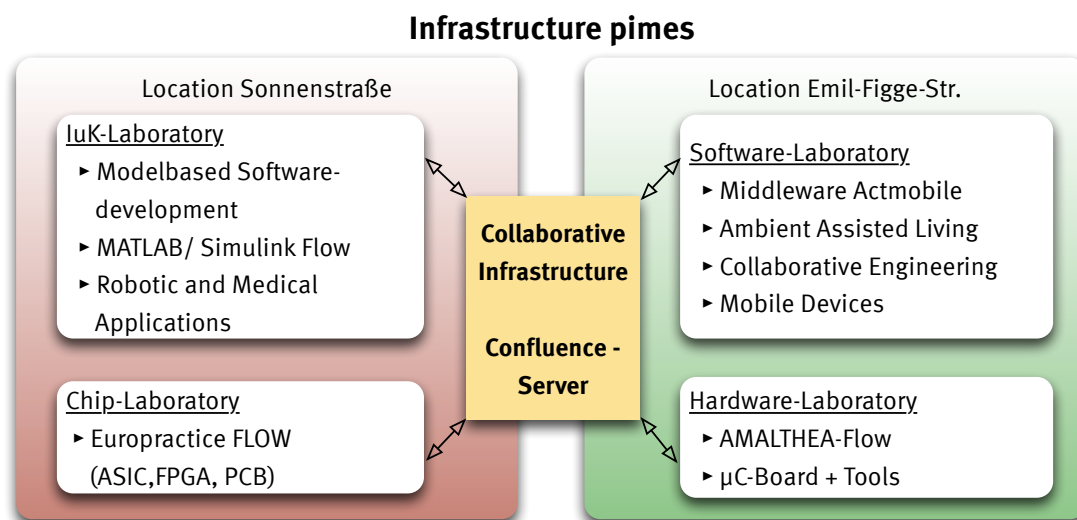 Infrastructure pimes
Location Sonnenstraße
IuK-Laboratory
‣ Modelbased Software-
development
‣ MATLAB/ Simulink Flow
‣ Robotic and Medical
Applications
Chip-Laboratory
‣ Europractice FLOW
(ASIC,FPGA, PCB)
Collaborative
Infrastructure
Confluence -
Server
Location Emil-Figge-Str.
Software-Laboratory
‣ Middleware Actmobile
‣ Ambient Assisted Living
‣ Collaborative Engineering
‣ Mobile Devices
Hardware-Laboratory
‣ AMALTHEA-Flow
‣ µC-Board + Tools